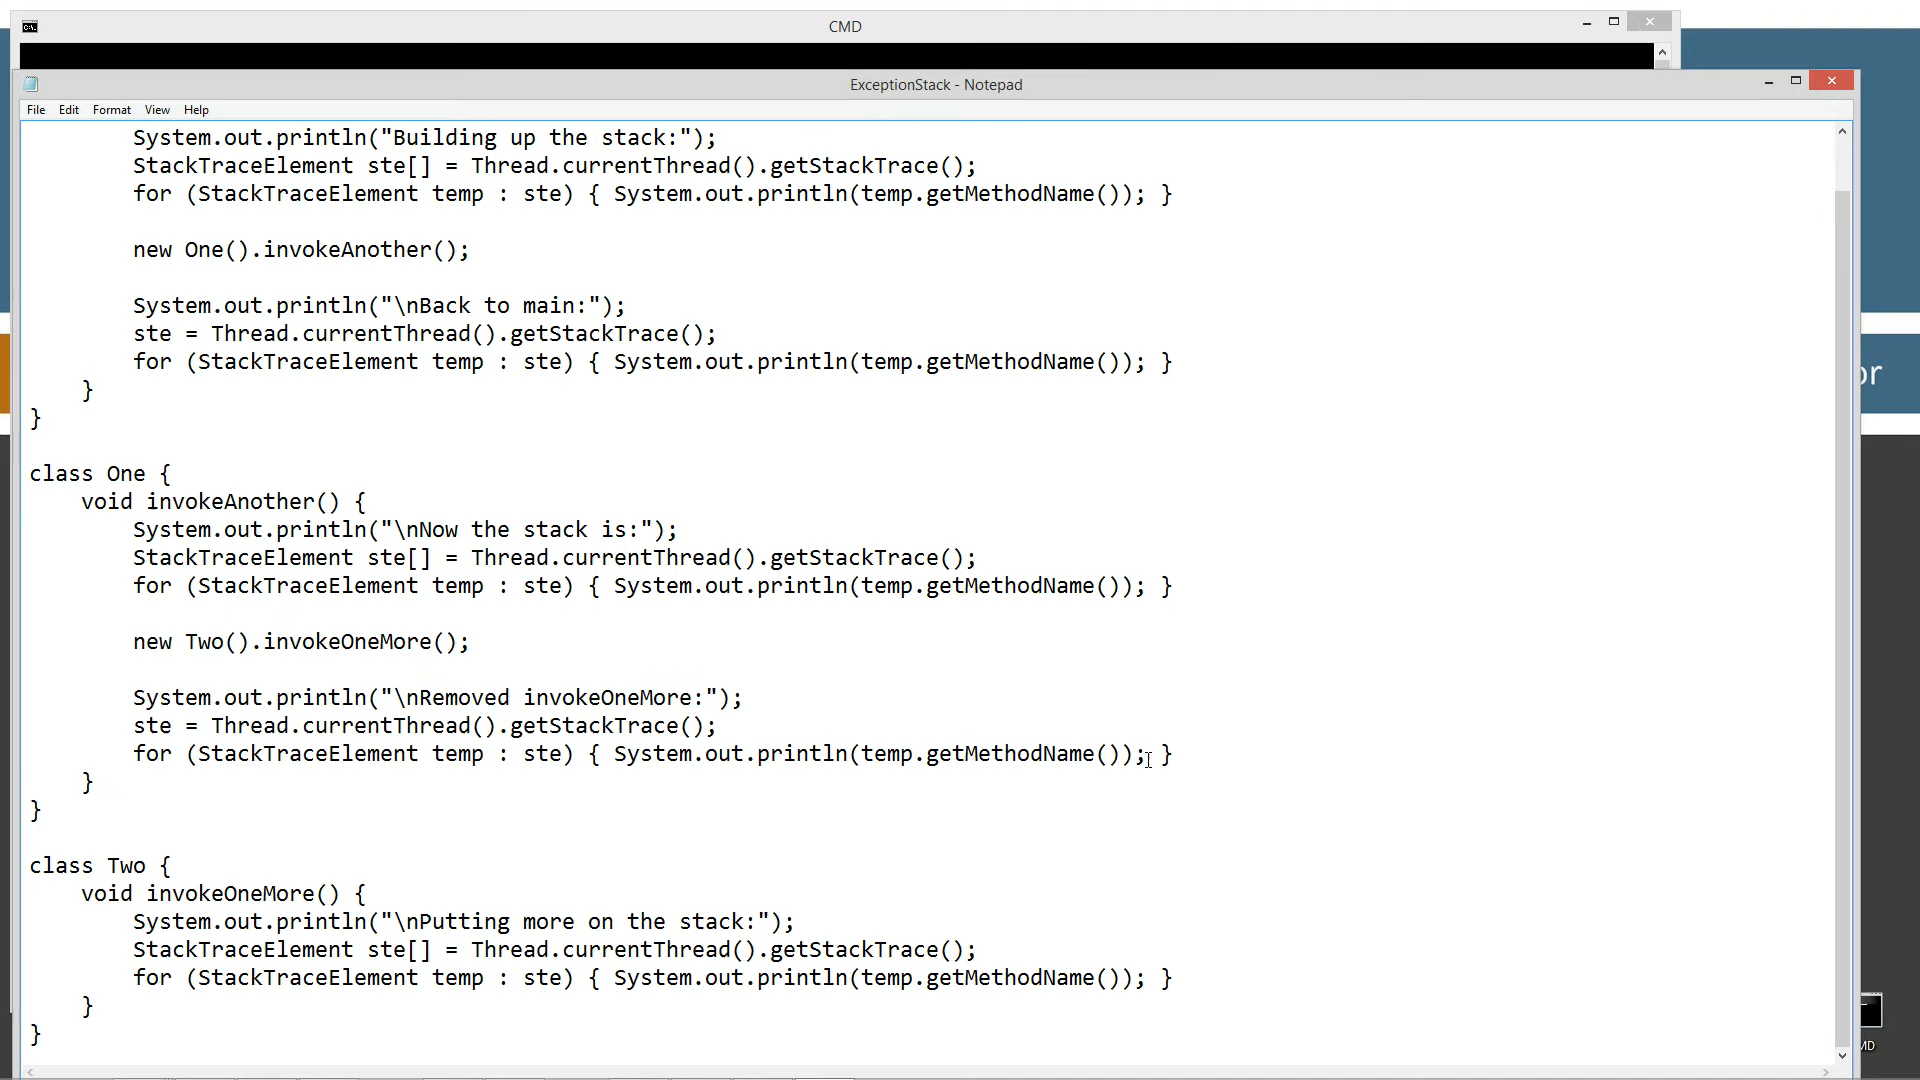 CMD
ExceptionStack - Notepad
File Edit Format View Help
System.out.println("Building up the stack:");
StackTraceElement ste[] = Thread.currentThread().getStackTrace();
for (StackTraceElement temp : ste) { System.out.println(temp.getMethodName()); }
new One().invokeAnother();
System.out.println("\nBack to main:");
ste = Thread.currentThread().getStackTrace();
for (StackTraceElement temp : ste) { System.out.println(temp.getMethodName()); }
}
}
class One {
void invokeAnother() {
System.out.println("\nNow the stack is:");
StackTraceElement ste[] = Thread.currentThread().getStackTrace();
for (StackTraceElement temp : ste) { System.out.println(temp.getMethodName()); }
new Two().invokeOneMore();
System.out.println("\nRemoved invokeOneMore:");
ste = Thread.currentThread().getStackTrace();
for (StackTraceElement temp : ste) { System.out.println(temp.getMethodName()); }
}
}
class Two {
void invokeOneMore() {
System.out.println("\nPutting more on the stack:");
StackTraceElement ste[] = Thread.currentThread().getStackTrace();
for (StackTraceElement temp : ste) { System.out.println(temp.getMethodName()); }
}
}